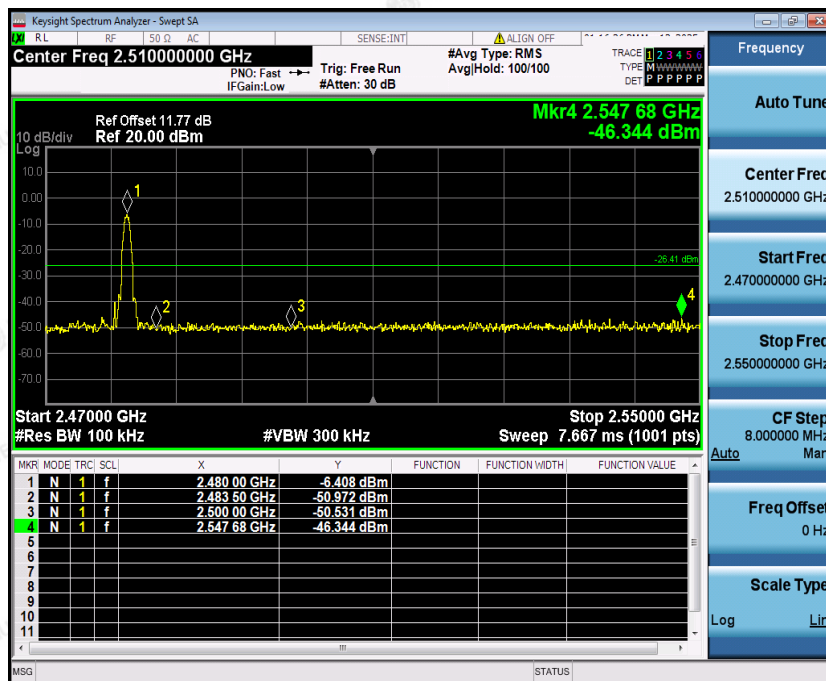 Keysight Spectrum Analyzer - Swept SA
LXI RL RF 50 Ω AC SENSE:INT ALIGN OFF
Center Freq 2.510000000 GHz
PNO: Fast
IFGain:Low
Trig: Free Run
#Atten: 30 dB
#Avg Type: RMS
Avg|Hold: 100/100
TRACE 1 2 3 4 5 6
TYPE M W W W W W
DET P P P P P P
Mkr4 2.547 68 GHz
-46.344 dBm
Ref Offset 11.77 dB
10 dB/div Ref 20.00 dBm
Log
10.0
0.00
-10.0
-20.0
-30.0
-40.0
-50.0
-60.0
-70.0
1
2
3
4
-26.41 dBm
Start 2.47000 GHz Stop 2.55000 GHz
#Res BW 100 kHz #VBW 300 kHz Sweep 7.667 ms (1001 pts)
MKR MODE TRC SCL X Y FUNCTION FUNCTION WIDTH FUNCTION VALUE
1 N 1 f 2.480 00 GHz -6.408 dBm
2 N 1 f 2.483 50 GHz -50.972 dBm
3 N 1 f 2.500 00 GHz -50.531 dBm
4 N 1 f 2.547 68 GHz -46.344 dBm
5
6
7
8
9
10
11
MSG STATUS
Frequency
Auto Tune
Center Freq
2.510000000 GHz
Start Freq
2.470000000 GHz
Stop Freq
2.550000000 GHz
CF Step
8.000000 MHz
Auto Man
Freq Offset
0 Hz
Scale Type
Log Lin